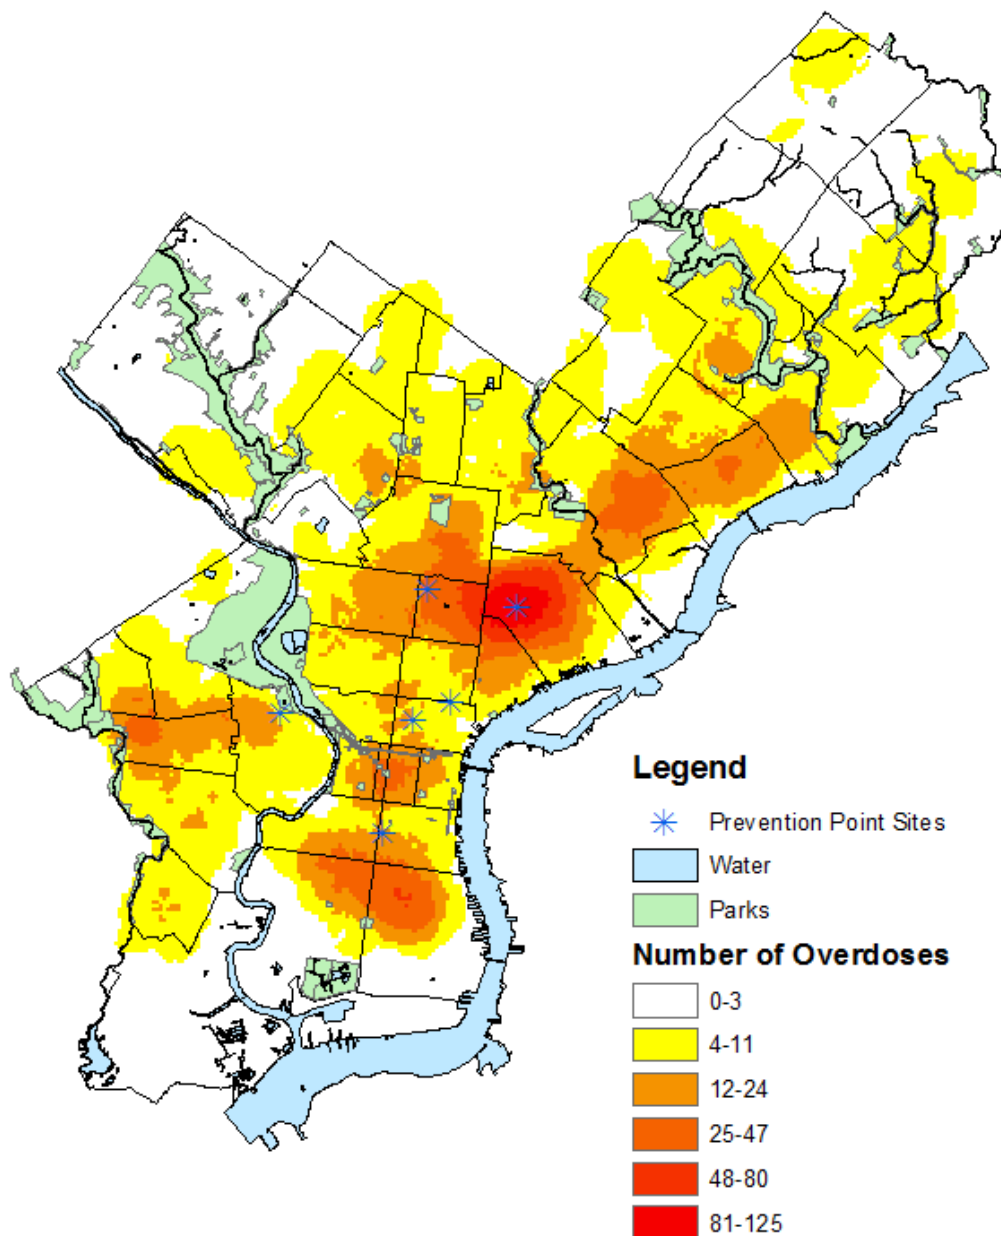 Legend
Prevention Point Sites
Water
Parks
Number of Overdoses
0-3
4-11
12-24
25-47
48-80
81-125